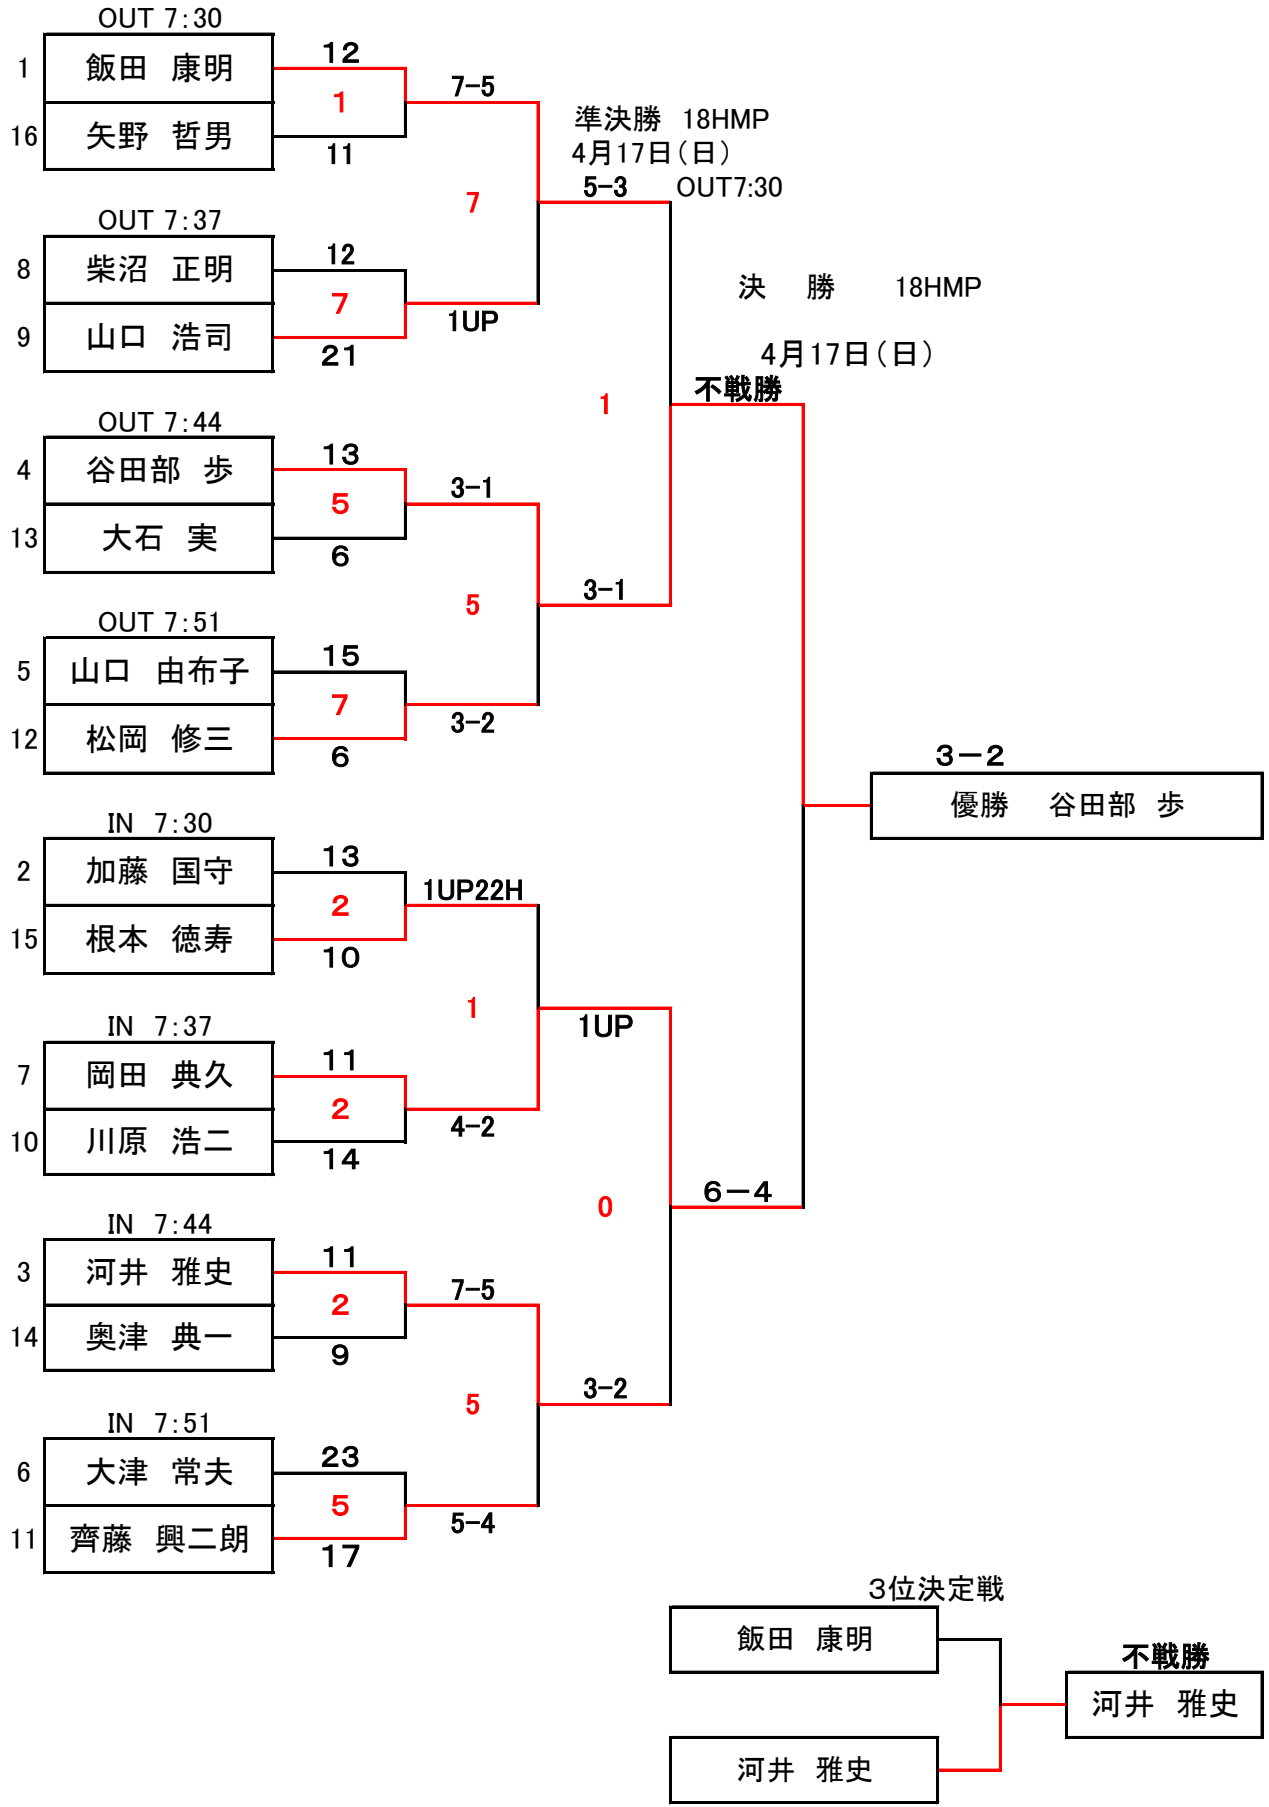 OUT 7:30
1 飯田 康明 12
1 7-5
16 矢野 哲男 11
準決勝 18HMP
4月17日(日)
5-3 OUT7:30
7
OUT 7:37
8 柴沼 正明 12
7 1UP
9 山口 浩司 21
決 勝 18HMP
4月17日(日)
不戦勝
1
OUT 7:44
4 谷田部 歩 13
5 3-1
13 大石 実 6
5 3-1
OUT 7:51
5 山口 由布子 15
7 3-2
12 松岡 修三 6
3-2
優勝 谷田部 歩
IN 7:30
2 加藤 国守 13
2 1UP22H
15 根本 徳寿 10
1 1UP
IN 7:37
7 岡田 典久 11
2 4-2
10 川原 浩二 14
0 6-4
IN 7:44
3 河井 雅史 11
2 7-5
14 奥津 典一 9
5 3-2
IN 7:51
6 大津 常夫 23
5 5-4
11 齊藤 興二朗 17
3位決定戦
飯田 康明
不戦勝
河井 雅史
河井 雅史